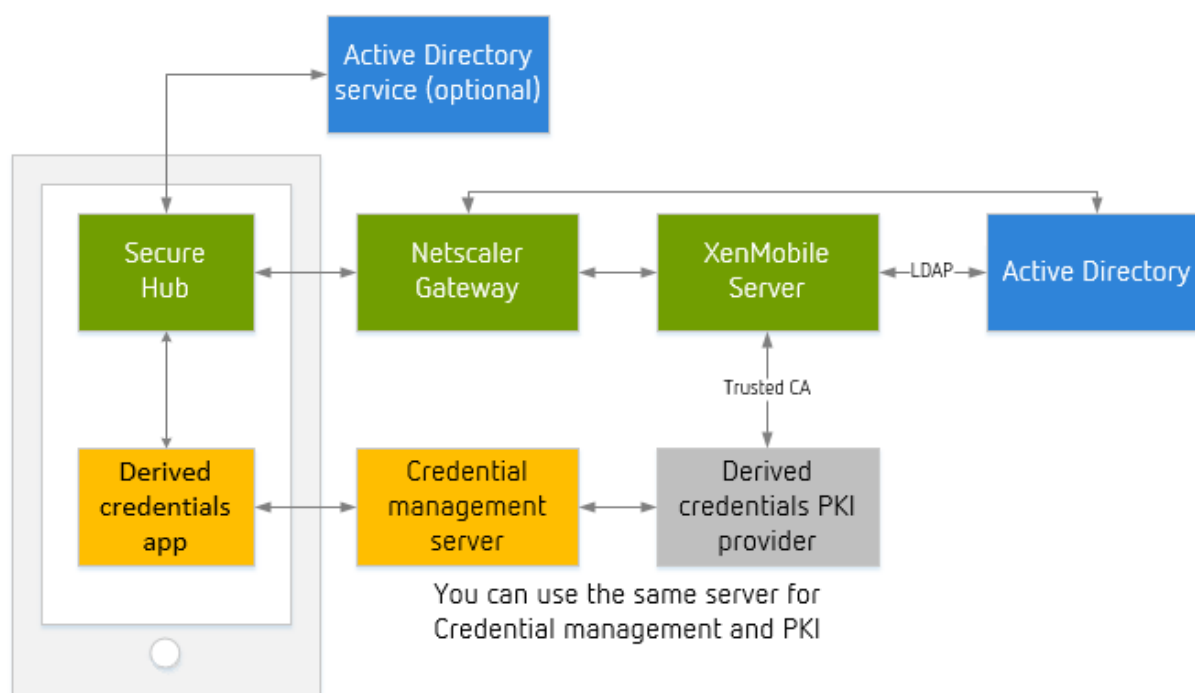 Active Directory
service (optional)
Secure
Hub
Netscaler
Gateway
XenMobile
Server
LDAP
Active Directory
Trusted CA
Derived
credentials
app
Credential
management
server
Derived
credentials PKI
provider
You can use the same server for
Credential management and PKI